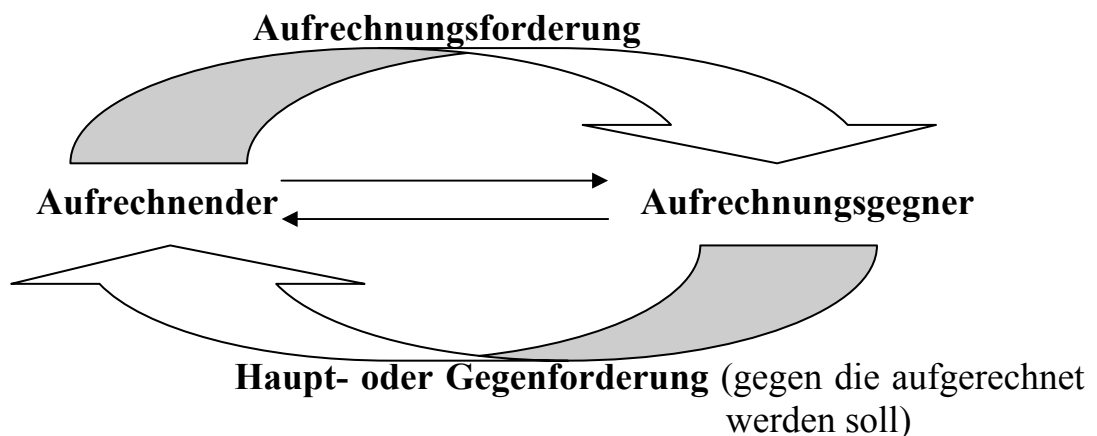 Aufrechnungsforderung
Aufrechnender
Aufrechnungsgegner
Haupt- oder Gegenforderung (gegen die aufgerechnet
werden soll)